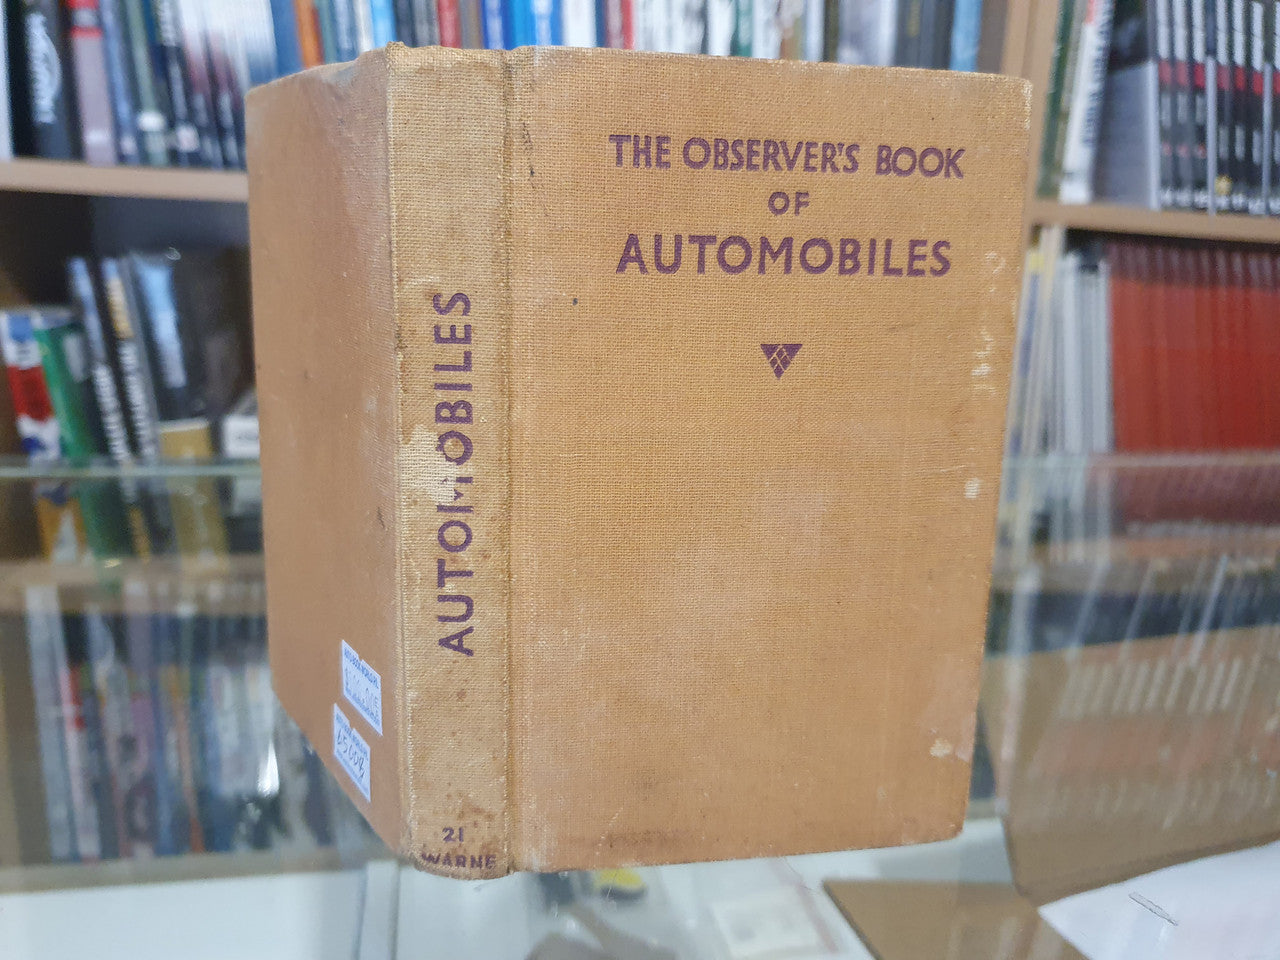 THE OBSERVER'S BOOK
OF
AUTOMOBILES
AUTOMOBILES
21
WARNE